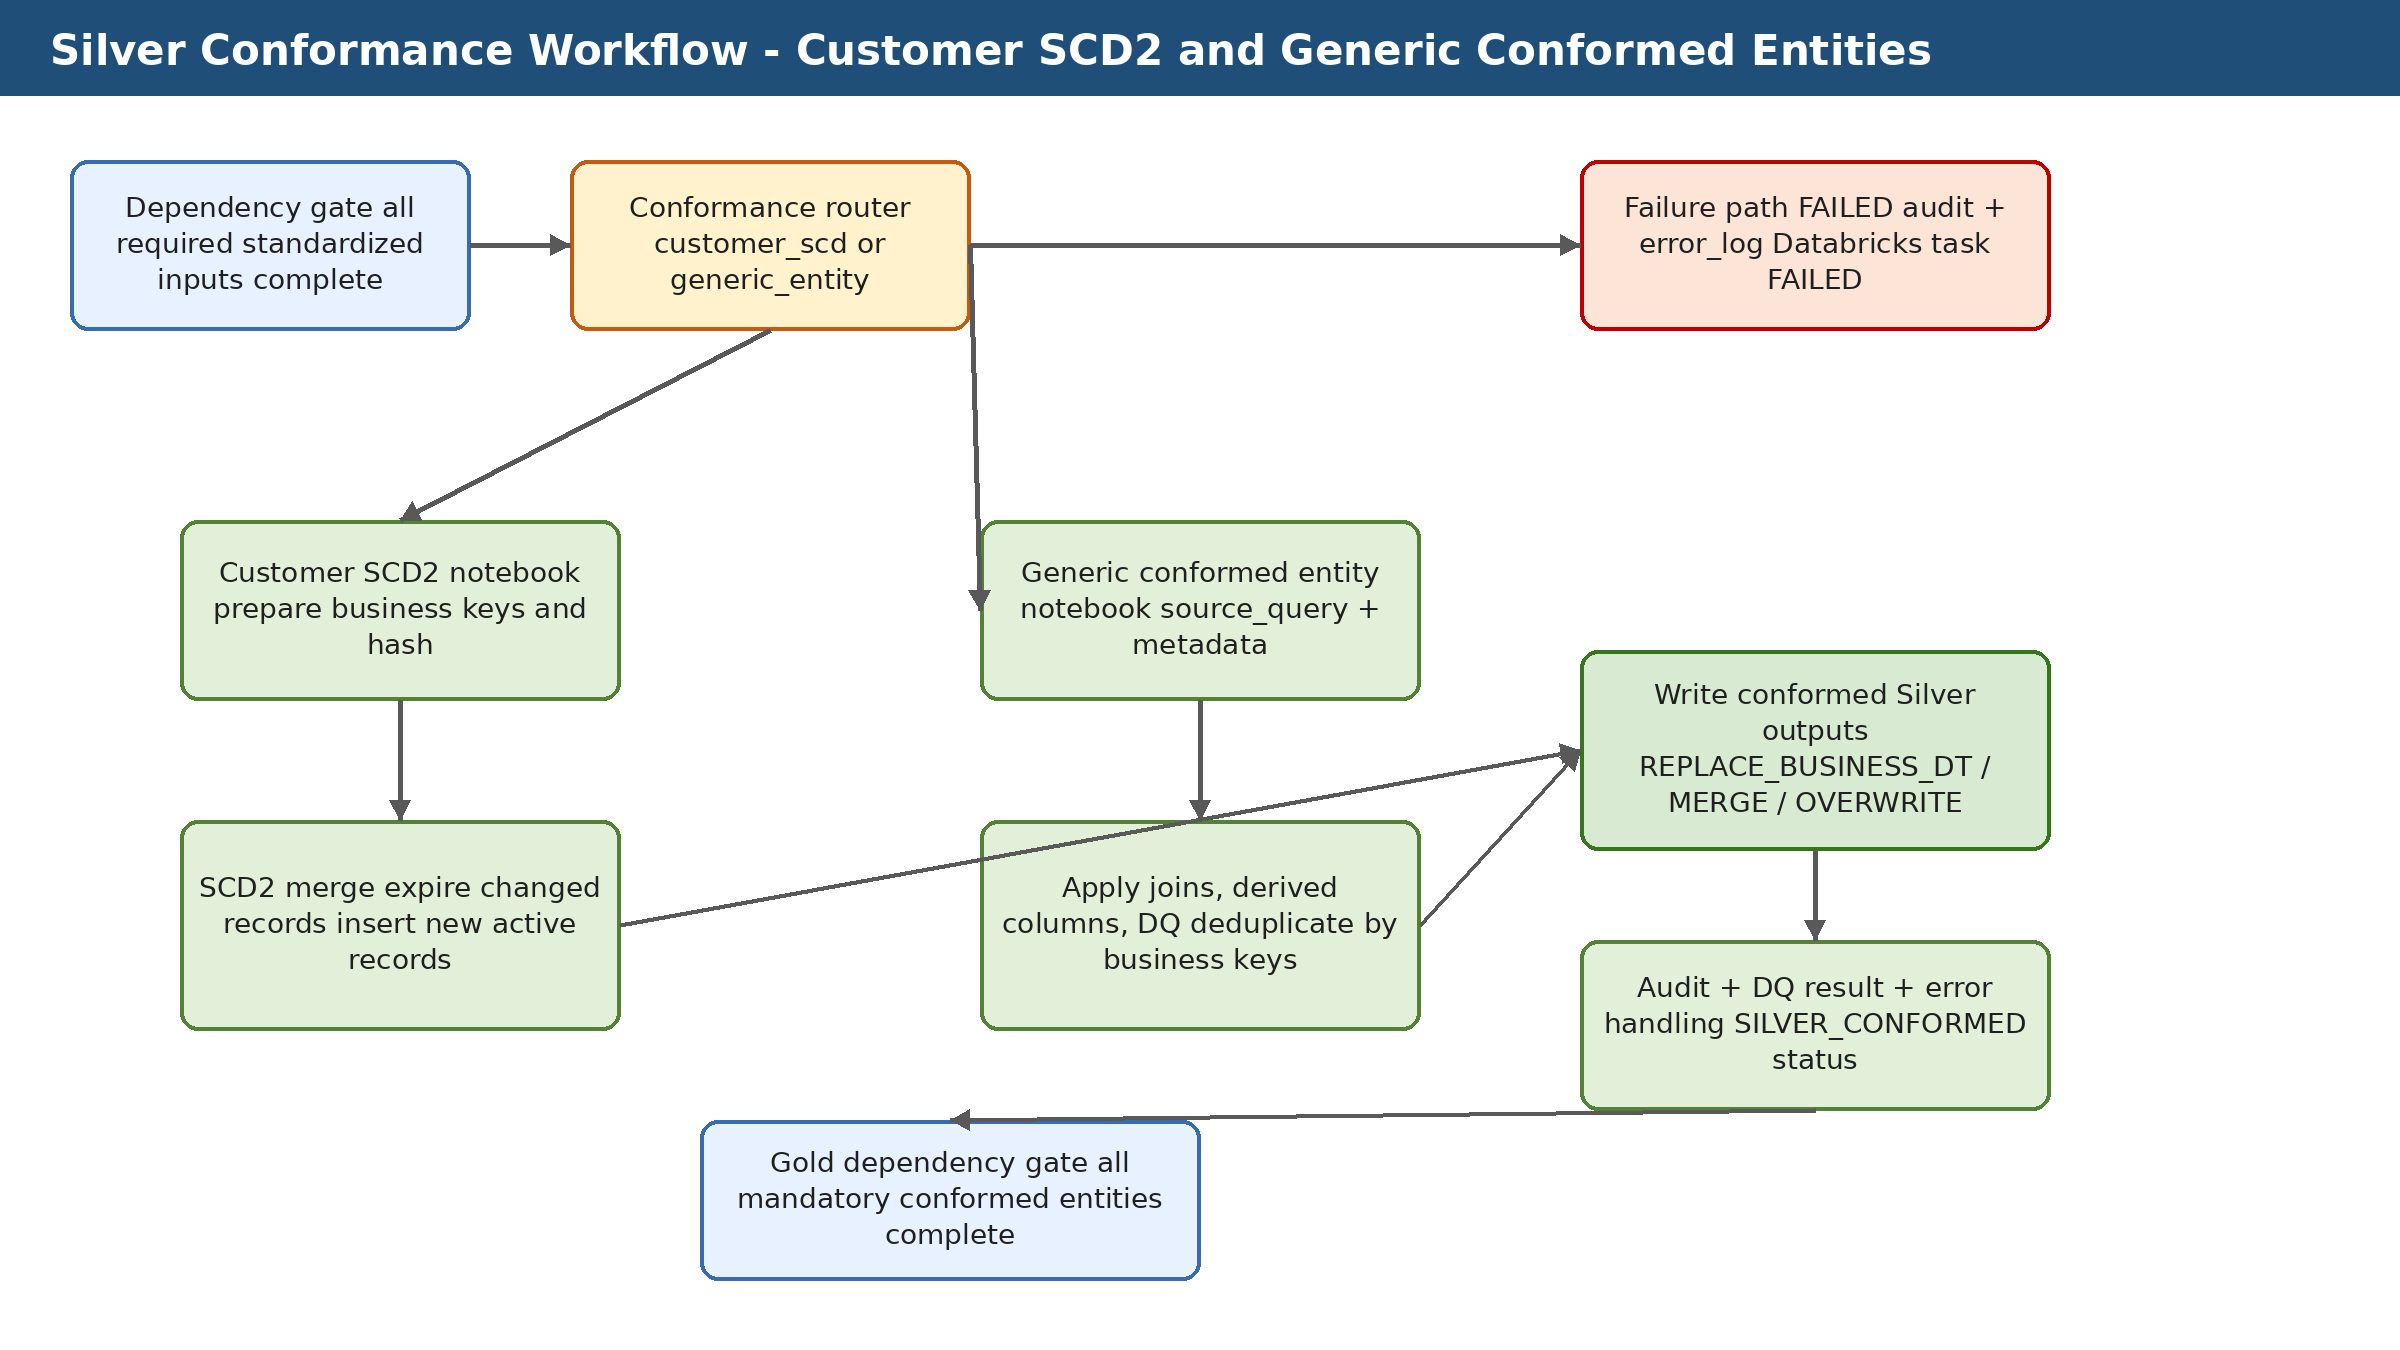 Silver Conformance Workflow - Customer SCD2 and Generic Conformed Entities
Dependency gate all
required standardized
inputs complete
Conformance router
customer_scd or
generic_entity
Failure path FAILED audit +
error_log Databricks task
FAILED
Customer SCD2 notebook
prepare business keys and
hash
Generic conformed entity
notebook source_query +
metadata
Write conformed Silver
outputs
REPLACE_BUSINESS_DT /
MERGE / OVERWRITE
SCD2 merge expire changed
records insert new active
records
Apply joins, derived
columns, DQ deduplicate by
business keys
Audit + DQ result + error
handling SILVER_CONFORMED
status
Gold dependency gate all
mandatory conformed entities
complete